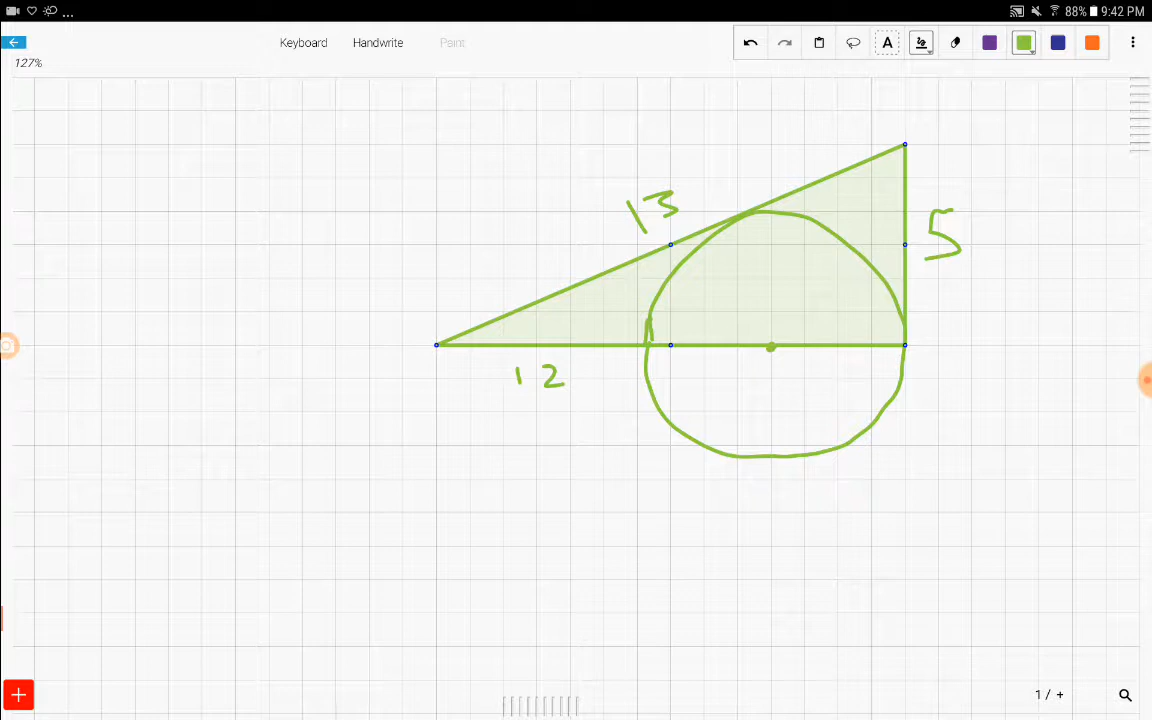 ... 88% 9:42 PM
Keyboard Handwrite Paint A
127%
13
5
12
1 / +